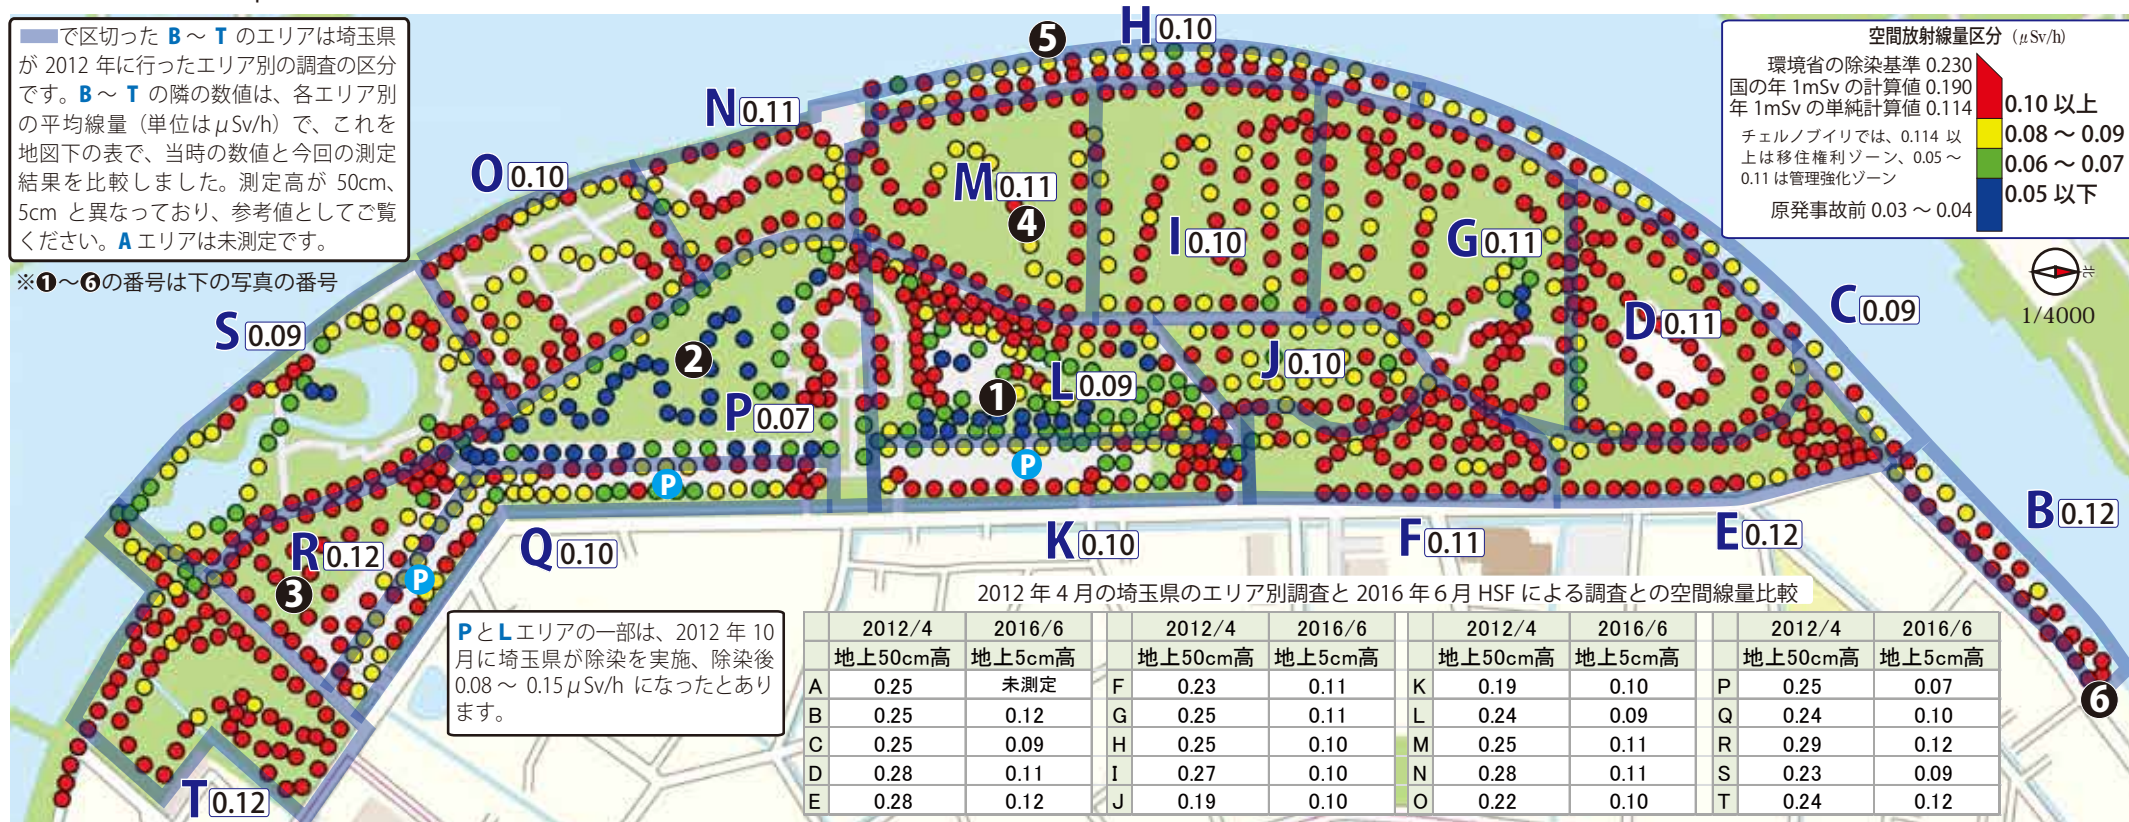 で区切った B～ T のエリアは埼玉県
が 2012 年に行ったエリア別の調査の区分
です。B～ T の隣の数値は、各エリア別
の平均線量（単位はμSv/h）で、これを
地図下の表で、当時の数値と今回の測定
結果を比較しました。測定高が 50cm、
5cm と異なっており、参考値としてご覧
ください。A エリアは未測定です。
※❶～❻の番号は下の写真の番号
空間放射線量区分（μSv/h）
環境省の除染基準 0.230
国の年 1mSv の計算値 0.190
年 1mSv の単純計算値 0.114
チェルノブイリでは、0.114 以
上は移住権利ゾーン、0.05～
0.11 は管理強化ゾーン
原発事故前 0.03 ～ 0.04
0.10 以上
0.08 ～ 0.09
0.06 ～ 0.07
0.05 以下
北
1/4000
❺
H 0.10
N 0.11
O 0.10
M 0.11
❹
I 0.10
G 0.11
S 0.09
❷
P 0.07
❶
L 0.09
J 0.10
D 0.11
C 0.09
P
P
P
R 0.12
❸
Q 0.10
K 0.10
F 0.11
E 0.12
B 0.12
❻
T 0.12
PとLエリアの一部は、2012 年 10
月に埼玉県が除染を実施、除染後
0.08 ～ 0.15μSv/h になったとあり
ます。
2012 年 4 月の埼玉県のエリア別調査と 2016 年 6 月 HSF による調査との空間線量比較
2012/4 2016/6 2012/4 2016/6 2012/4 2016/6 2012/4 2016/6
地上50cm高 地上5cm高 地上50cm高 地上5cm高 地上50cm高 地上5cm高 地上50cm高 地上5cm高
A 0.25 未測定 F 0.23 0.11 K 0.19 0.10 P 0.25 0.07
B 0.25 0.12 G 0.25 0.11 L 0.24 0.09 Q 0.24 0.10
C 0.25 0.09 H 0.25 0.10 M 0.25 0.11 R 0.29 0.12
D 0.28 0.11 I 0.27 0.10 N 0.28 0.11 S 0.23 0.09
E 0.28 0.12 J 0.19 0.10 O 0.22 0.10 T 0.24 0.12